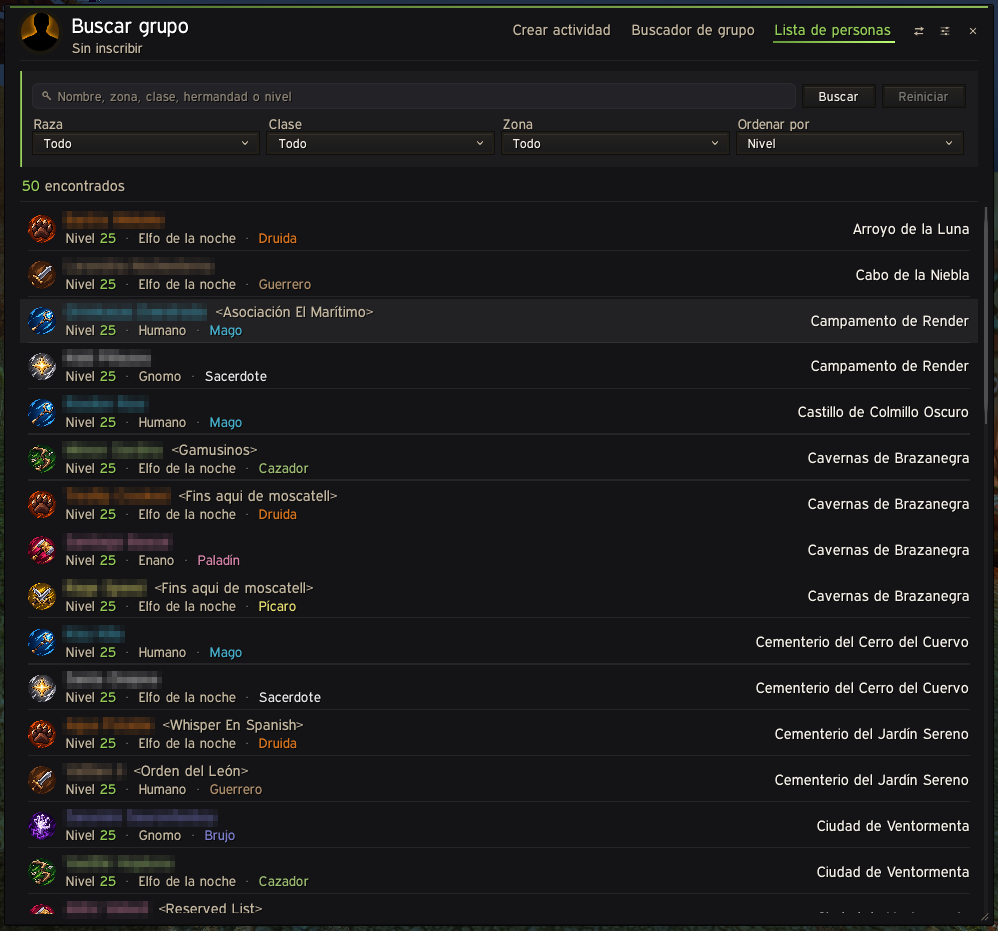 Buscar grupo
Sin inscribir
Crear actividad Buscador de grupo Lista de personas
Nombre, zona, clase, hermandad o nivel
Buscar Reiniciar
Raza Clase Zona Ordenar por
Todo Todo Todo Nivel
50 encontrados
Nivel 25 · Elfo de la noche · Druida
Arroyo de la Luna
Nivel 25 · Elfo de la noche · Guerrero
Cabo de la Niebla
<Asociación El Marítimo>
Nivel 25 · Humano · Mago
Campamento de Render
Nivel 25 · Gnomo · Sacerdote
Campamento de Render
Nivel 25 · Humano · Mago
Castillo de Colmillo Oscuro
<Gamusinos>
Nivel 25 · Elfo de la noche · Cazador
Cavernas de Brazanegra
<Fins aqui de moscatell>
Nivel 25 · Elfo de la noche · Druida
Cavernas de Brazanegra
Nivel 25 · Enano · Paladín
Cavernas de Brazanegra
<Fins aqui de moscatell>
Nivel 25 · Elfo de la noche · Pícaro
Cavernas de Brazanegra
Nivel 25 · Humano · Mago
Cementerio del Cerro del Cuervo
Nivel 25 · Elfo de la noche · Sacerdote
Cementerio del Cerro del Cuervo
<Whisper En Spanish>
Nivel 25 · Elfo de la noche · Druida
Cementerio del Jardín Sereno
<Orden del León>
Nivel 25 · Humano · Guerrero
Cementerio del Jardín Sereno
Nivel 25 · Gnomo · Brujo
Ciudad de Ventormenta
Nivel 25 · Elfo de la noche · Cazador
Ciudad de Ventormenta
<Reserved List>